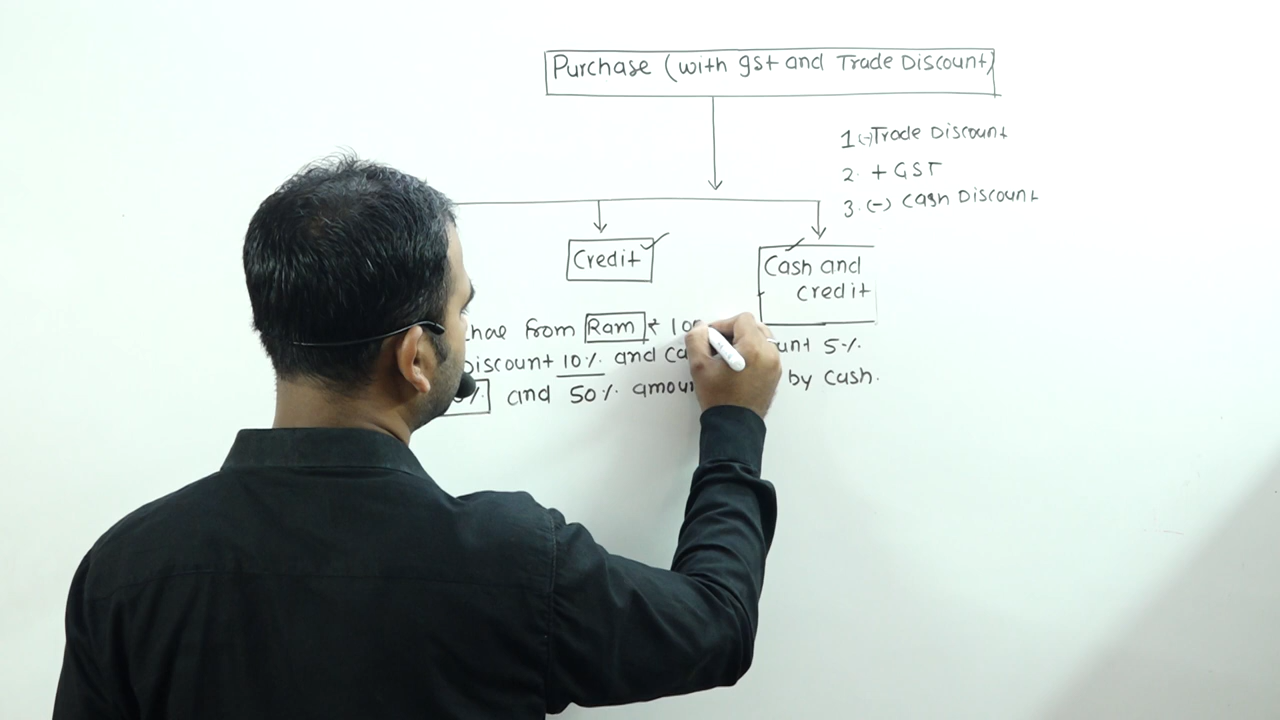 Purchase (with gst and Trade Discount)
1 (-) Trade Discount
2. + GST
3. (-) Cash Discount
Credit
Cash and
credit
from Ram ₹
Discount 10% and 5%.
and 50% by cash.